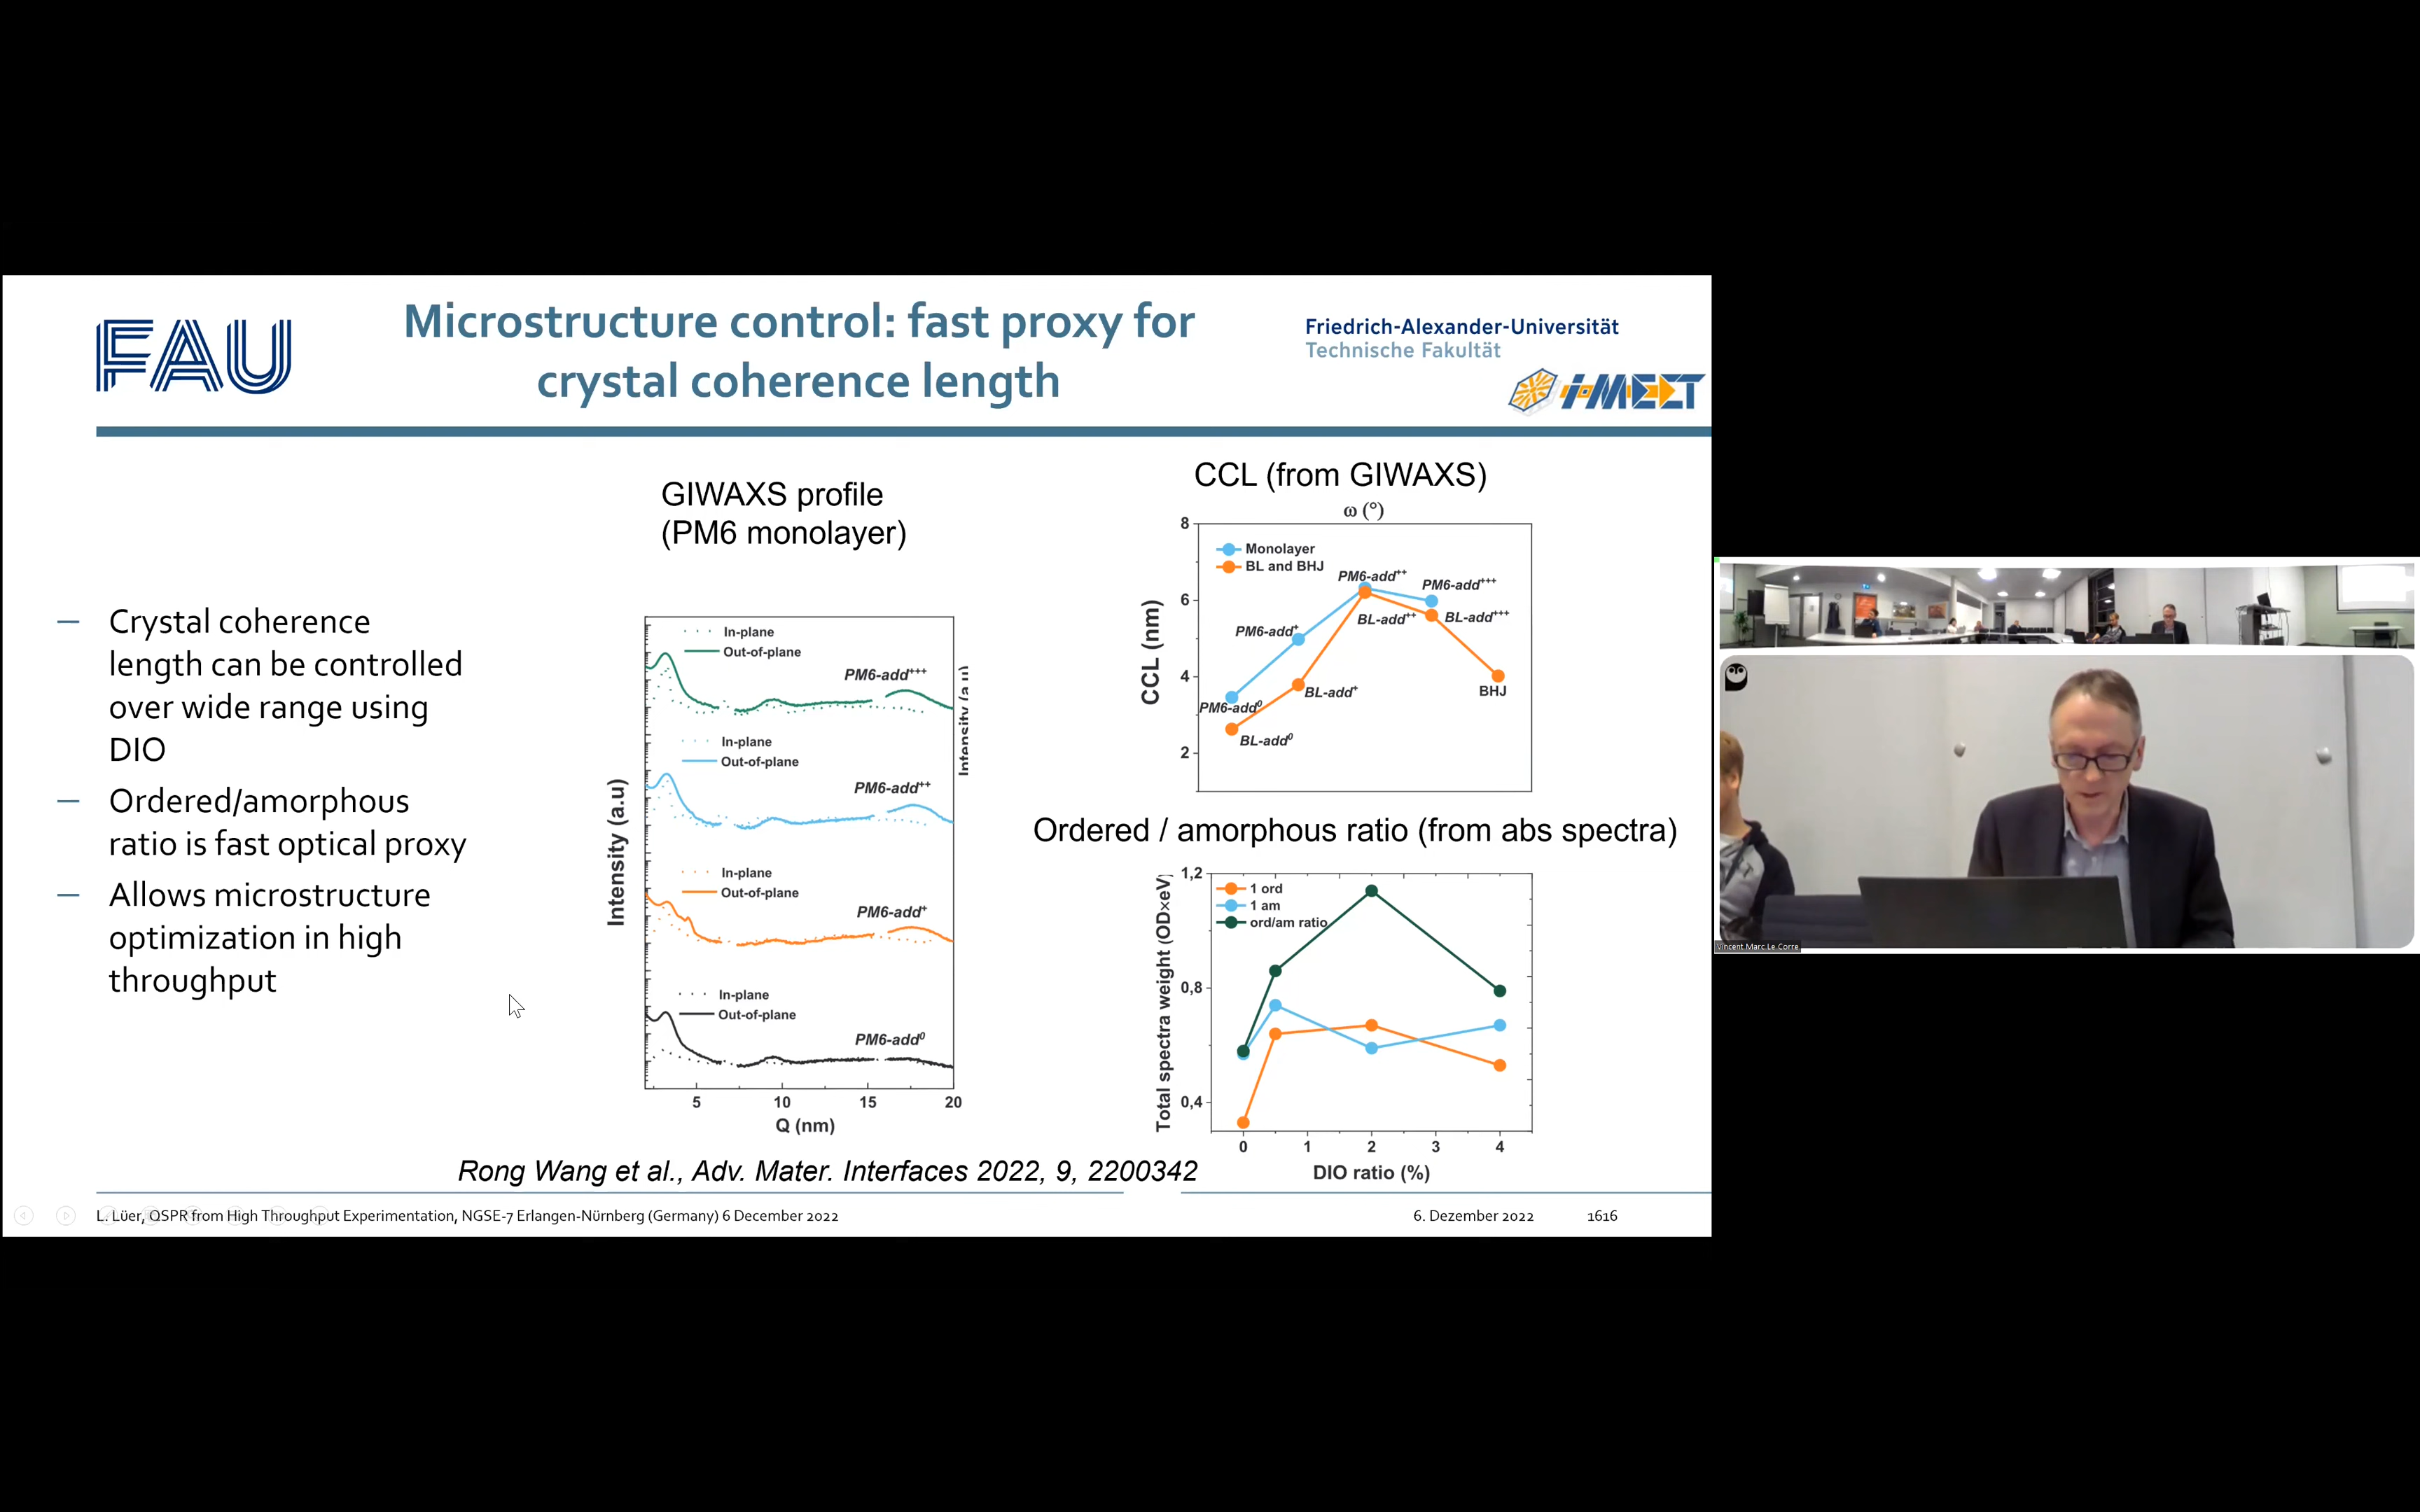 FAU
Microstructure control: fast proxy for
crystal coherence length
Friedrich-Alexander-Universität
Technische Fakultät
i-MEET
– Crystal coherence
length can be controlled
over wide range using
DIO
– Ordered/amorphous
ratio is fast optical proxy
– Allows microstructure
optimization in high
throughput
GIWAXS profile
(PM6 monolayer)
In-plane
Out-of-plane
PM6-add+++
In-plane
Out-of-plane
PM6-add++
In-plane
Out-of-plane
PM6-add+
In-plane
Out-of-plane
PM6-add0
Intensity (a.u)
Intensity (a.u)
5 10 15 20
Q (nm)
CCL (from GIWAXS)
ω (°)
8
6
4
2
CCL (nm)
Monolayer
BL and BHJ
PM6-add++
PM6-add+++
PM6-add+
BL-add++
BL-add+++
PM6-add0
BL-add+
BHJ
BL-add0
Ordered / amorphous ratio (from abs spectra)
1,2
0,8
0,4
Total spectra weight (OD×eV)
1 ord
1 am
ord/am ratio
0 1 2 3 4
DIO ratio (%)
Rong Wang et al., Adv. Mater. Interfaces 2022, 9, 2200342
L. Lüer, QSPR from High Throughput Experimentation, NGSE-7 Erlangen-Nürnberg (Germany) 6 December 2022
6. Dezember 2022
1616
Vincent Marc Le Corre